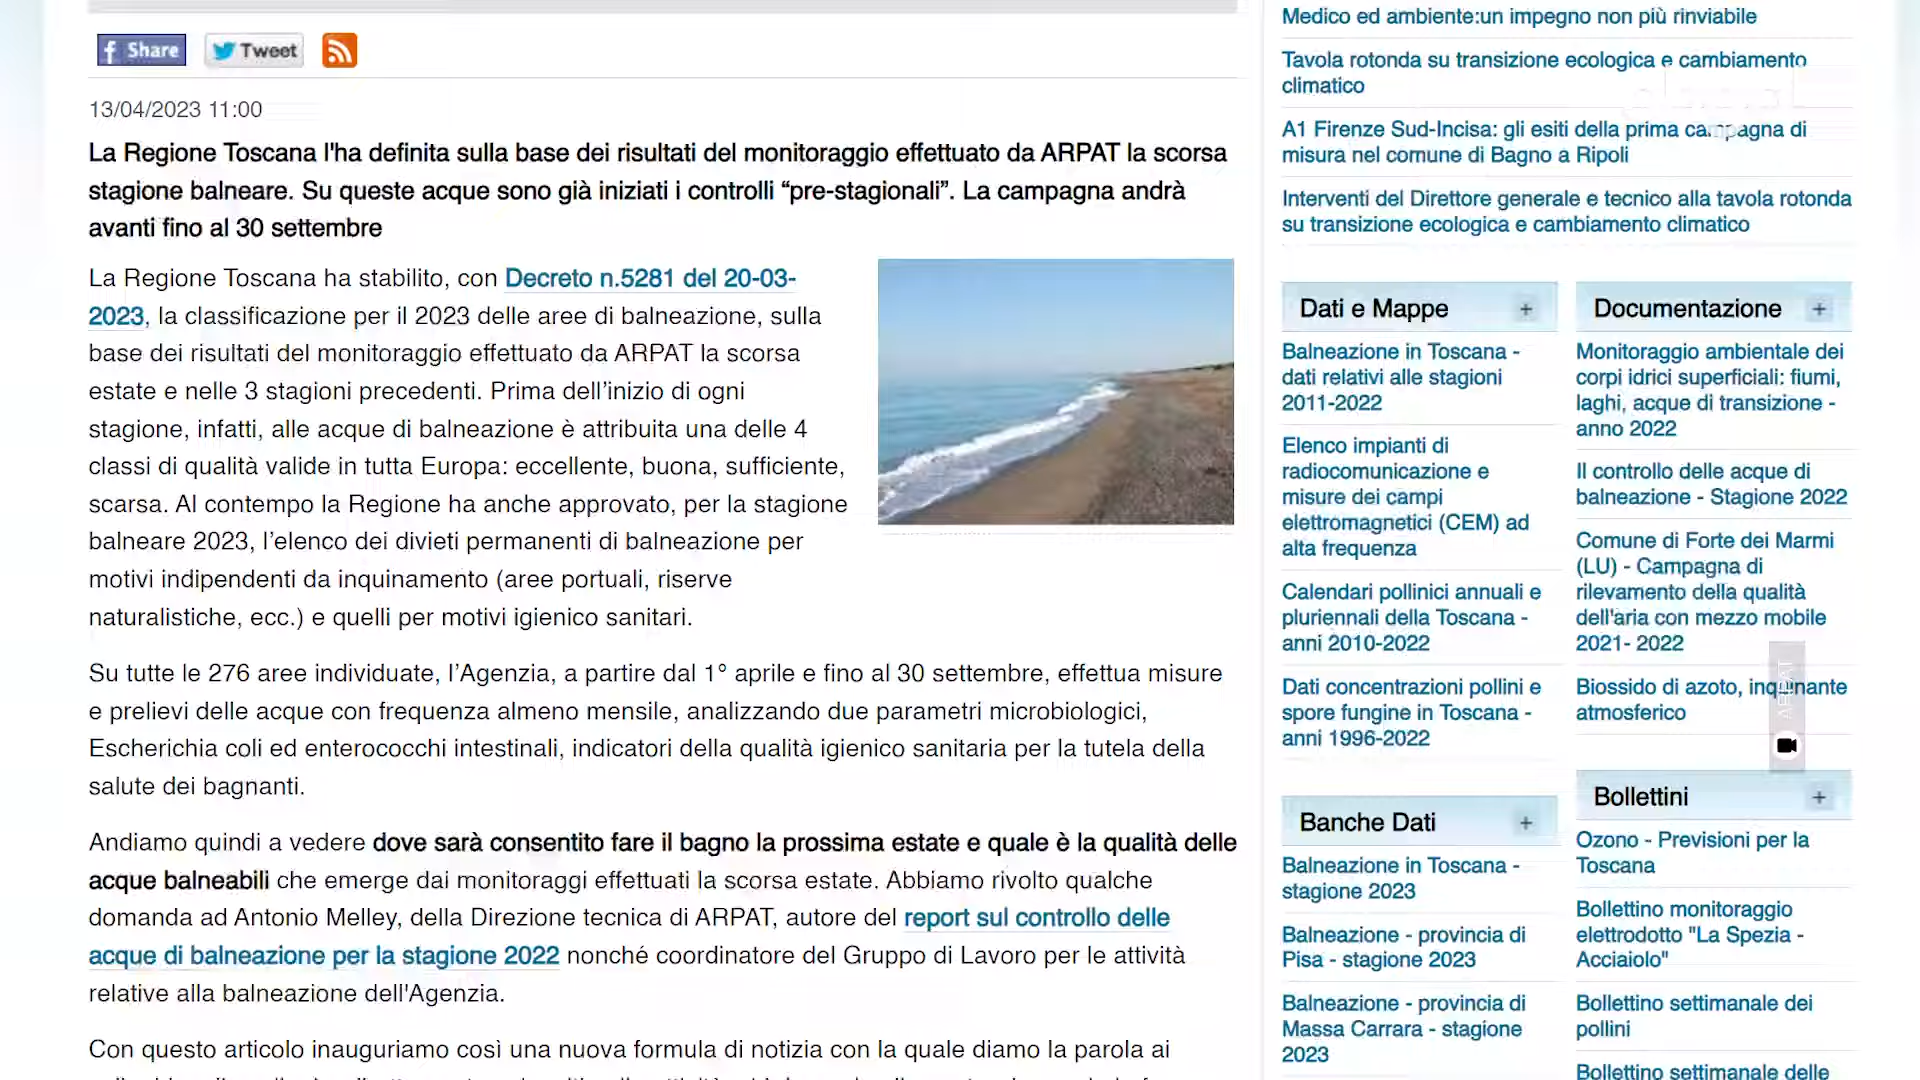 Share
Tweet
13/04/2023 11:00
La Regione Toscana l'ha definita sulla base dei risultati del monitoraggio effettuato da ARPAT la scorsa
stagione balneare. Su queste acque sono già iniziati i controlli “pre-stagionali”. La campagna andrà
avanti fino al 30 settembre
La Regione Toscana ha stabilito, con Decreto n.5281 del 20-03-
2023, la classificazione per il 2023 delle aree di balneazione, sulla
base dei risultati del monitoraggio effettuato da ARPAT la scorsa
estate e nelle 3 stagioni precedenti. Prima dell’inizio di ogni
stagione, infatti, alle acque di balneazione è attribuita una delle 4
classi di qualità valide in tutta Europa: eccellente, buona, sufficiente,
scarsa. Al contempo la Regione ha anche approvato, per la stagione
balneare 2023, l’elenco dei divieti permanenti di balneazione per
motivi indipendenti da inquinamento (aree portuali, riserve
naturalistiche, ecc.) e quelli per motivi igienico sanitari.
Su tutte le 276 aree individuate, l’Agenzia, a partire dal 1° aprile e fino al 30 settembre, effettua misure
e prelievi delle acque con frequenza almeno mensile, analizzando due parametri microbiologici,
Escherichia coli ed enterococchi intestinali, indicatori della qualità igienico sanitaria per la tutela della
salute dei bagnanti.
Andiamo quindi a vedere dove sarà consentito fare il bagno la prossima estate e quale è la qualità delle
acque balneabili che emerge dai monitoraggi effettuati la scorsa estate. Abbiamo rivolto qualche
domanda ad Antonio Melley, della Direzione tecnica di ARPAT, autore del report sul controllo delle
acque di balneazione per la stagione 2022 nonché coordinatore del Gruppo di Lavoro per le attività
relative alla balneazione dell'Agenzia.
Con questo articolo inauguriamo così una nuova formula di notizia con la quale diamo la parola ai
Medico ed ambiente:un impegno non più rinviabile
Tavola rotonda su transizione ecologica e cambiamento
climatico
A1 Firenze Sud-Incisa: gli esiti della prima campagna di
misura nel comune di Bagno a Ripoli
Interventi del Direttore generale e tecnico alla tavola rotonda
su transizione ecologica e cambiamento climatico
Dati e Mappe +
Balneazione in Toscana -
dati relativi alle stagioni
2011-2022
Elenco impianti di
radiocomunicazione e
misure dei campi
elettromagnetici (CEM) ad
alta frequenza
Calendari pollinici annuali e
pluriennali della Toscana -
anni 2010-2022
Dati concentrazioni pollini e
spore fungine in Toscana -
anni 1996-2022
Banche Dati +
Balneazione in Toscana -
stagione 2023
Balneazione - provincia di
Pisa - stagione 2023
Balneazione - provincia di
Massa Carrara - stagione
2023
Documentazione +
Monitoraggio ambientale dei
corpi idrici superficiali: fiumi,
laghi, acque di transizione -
anno 2022
Il controllo delle acque di
balneazione - Stagione 2022
Comune di Forte dei Marmi
(LU) - Campagna di
rilevamento della qualità
dell'aria con mezzo mobile
2021- 2022
Biossido di azoto, inquinante
atmosferico
ARPAT
Bollettini +
Ozono - Previsioni per la
Toscana
Bollettino monitoraggio
elettrodotto "La Spezia -
Acciaiolo"
Bollettino settimanale dei
pollini
Bollettino settimanale delle